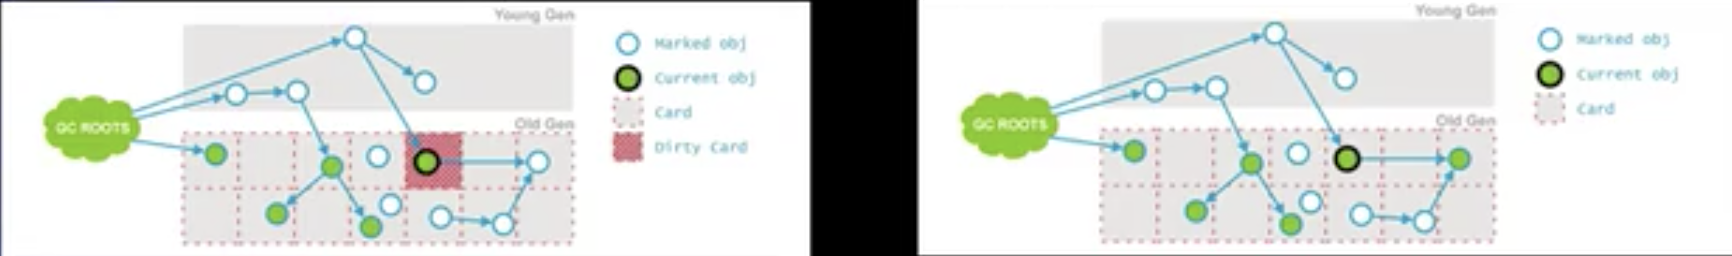 Young Gen
Marked obj
Current obj
Card
Old Gen
GC ROOTS
Dirty Card
Young Gen
Marked obj
Current obj
Card
Old Gen
GC ROOTS